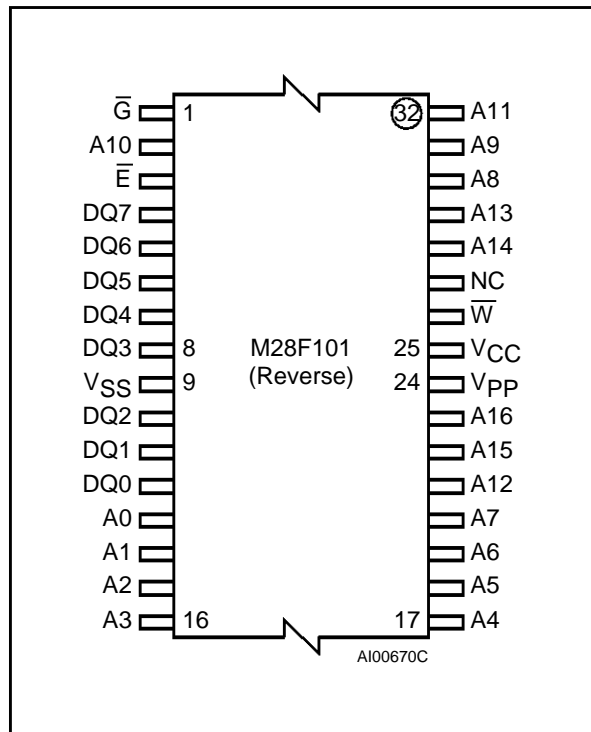 G̅ 1 32 A11
A10 A9
E̅ A8
DQ7 A13
DQ6 A14
DQ5 NC
DQ4 W̅
DQ3 8 M28F101 25 VCC
VSS 9 (Reverse) 24 VPP
DQ2 A16
DQ1 A15
DQ0 A12
A0 A7
A1 A6
A2 A5
A3 16 17 A4
AI00670C